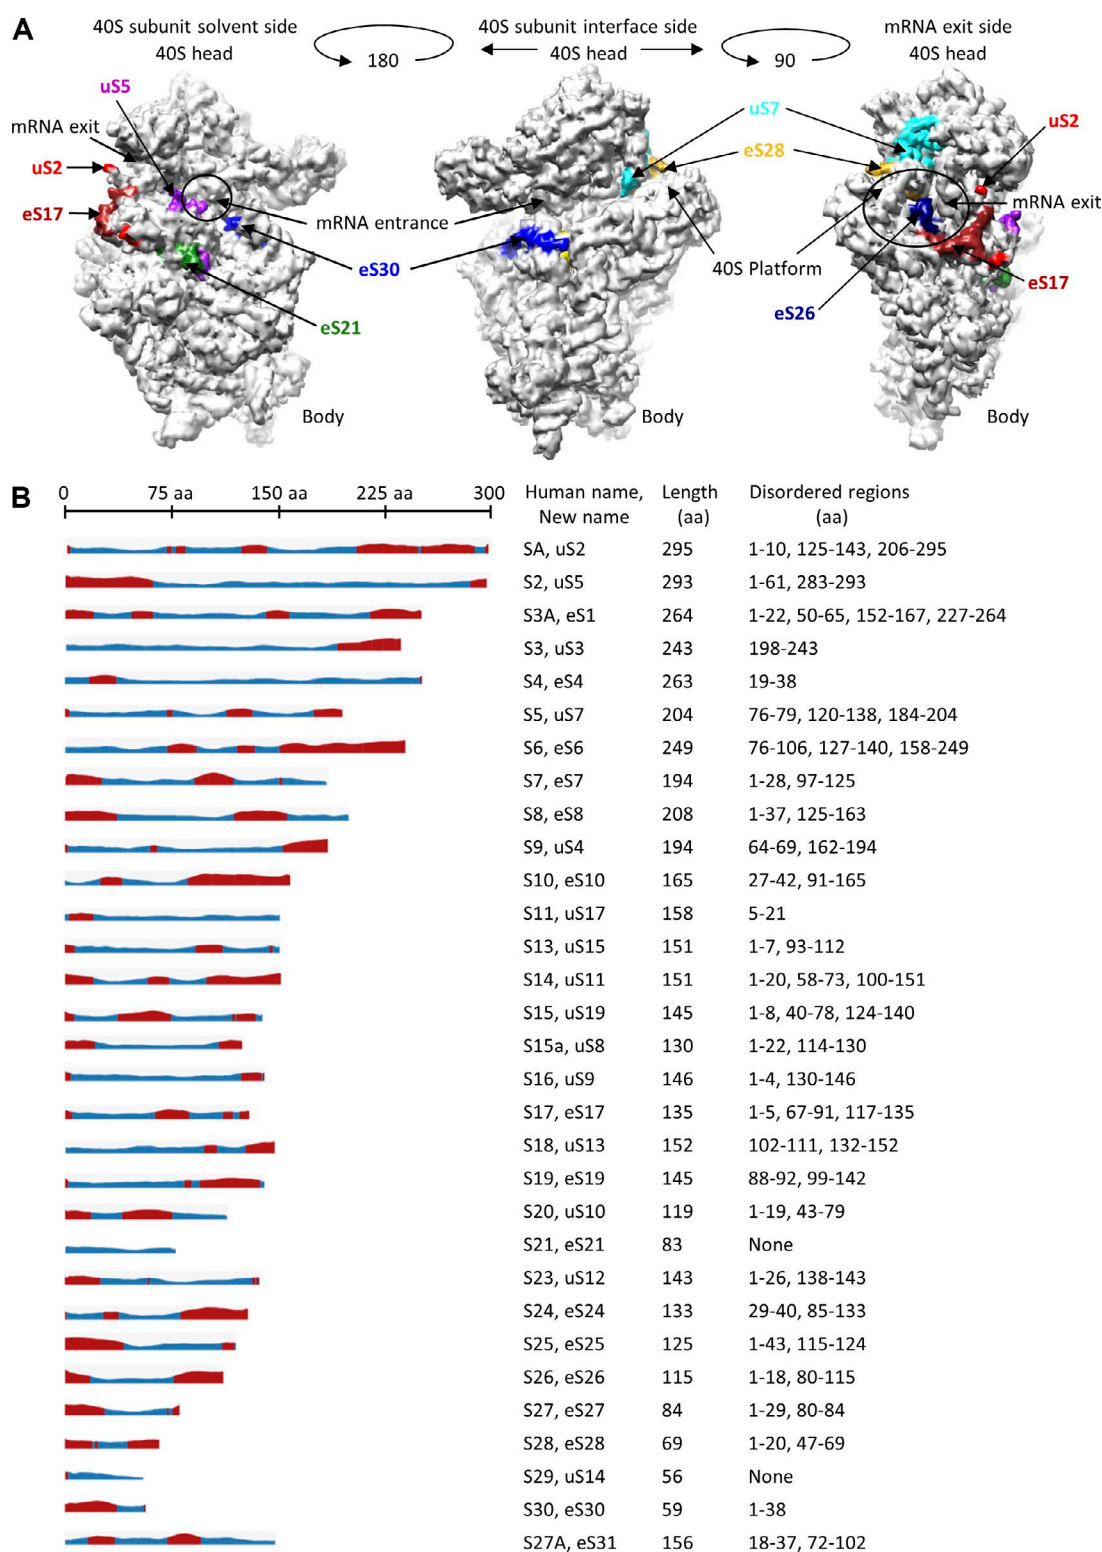 A
40S subunit solvent side
40S head
180
40S subunit interface side
40S head
90
mRNA exit side
40S head
uS5
mRNA exit
uS2
eS17
mRNA entrance
eS30
eS21
Body
uS7
eS28
40S Platform
eS26
Body
uS2
mRNA exit
eS17
Body
B
0 75 aa 150 aa 225 aa 300 Human name, Length Disordered regions
New name (aa) (aa)
SA, uS2 295 1-10, 125-143, 206-295
S2, uS5 293 1-61, 283-293
S3A, eS1 264 1-22, 50-65, 152-167, 227-264
S3, uS3 243 198-243
S4, eS4 263 19-38
S5, uS7 204 76-79, 120-138, 184-204
S6, eS6 249 76-106, 127-140, 158-249
S7, eS7 194 1-28, 97-125
S8, eS8 208 1-37, 125-163
S9, uS4 194 64-69, 162-194
S10, eS10 165 27-42, 91-165
S11, uS17 158 5-21
S13, uS15 151 1-7, 93-112
S14, uS11 151 1-20, 58-73, 100-151
S15, uS19 145 1-8, 40-78, 124-140
S15a, uS8 130 1-22, 114-130
S16, uS9 146 1-4, 130-146
S17, eS17 135 1-5, 67-91, 117-135
S18, uS13 152 102-111, 132-152
S19, eS19 145 88-92, 99-142
S20, uS10 119 1-19, 43-79
S21, eS21 83 None
S23, uS12 143 1-26, 138-143
S24, eS24 133 29-40, 85-133
S25, eS25 125 1-43, 115-124
S26, eS26 115 1-18, 80-115
S27, eS27 84 1-29, 80-84
S28, eS28 69 1-20, 47-69
S29, uS14 56 None
S30, eS30 59 1-38
S27A, eS31 156 18-37, 72-102